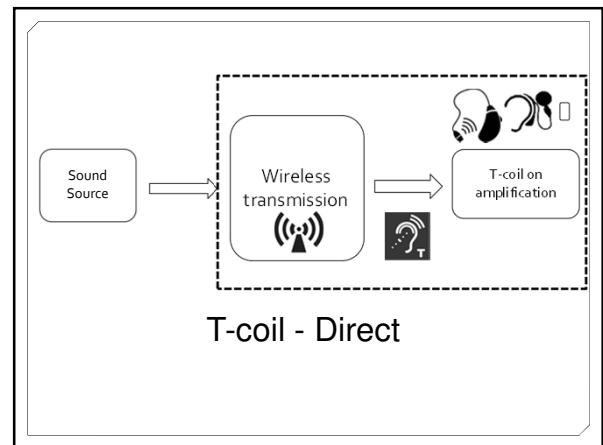 Sound
Source
Wireless
transmission
T-coil on
amplification
T
T-coil - Direct